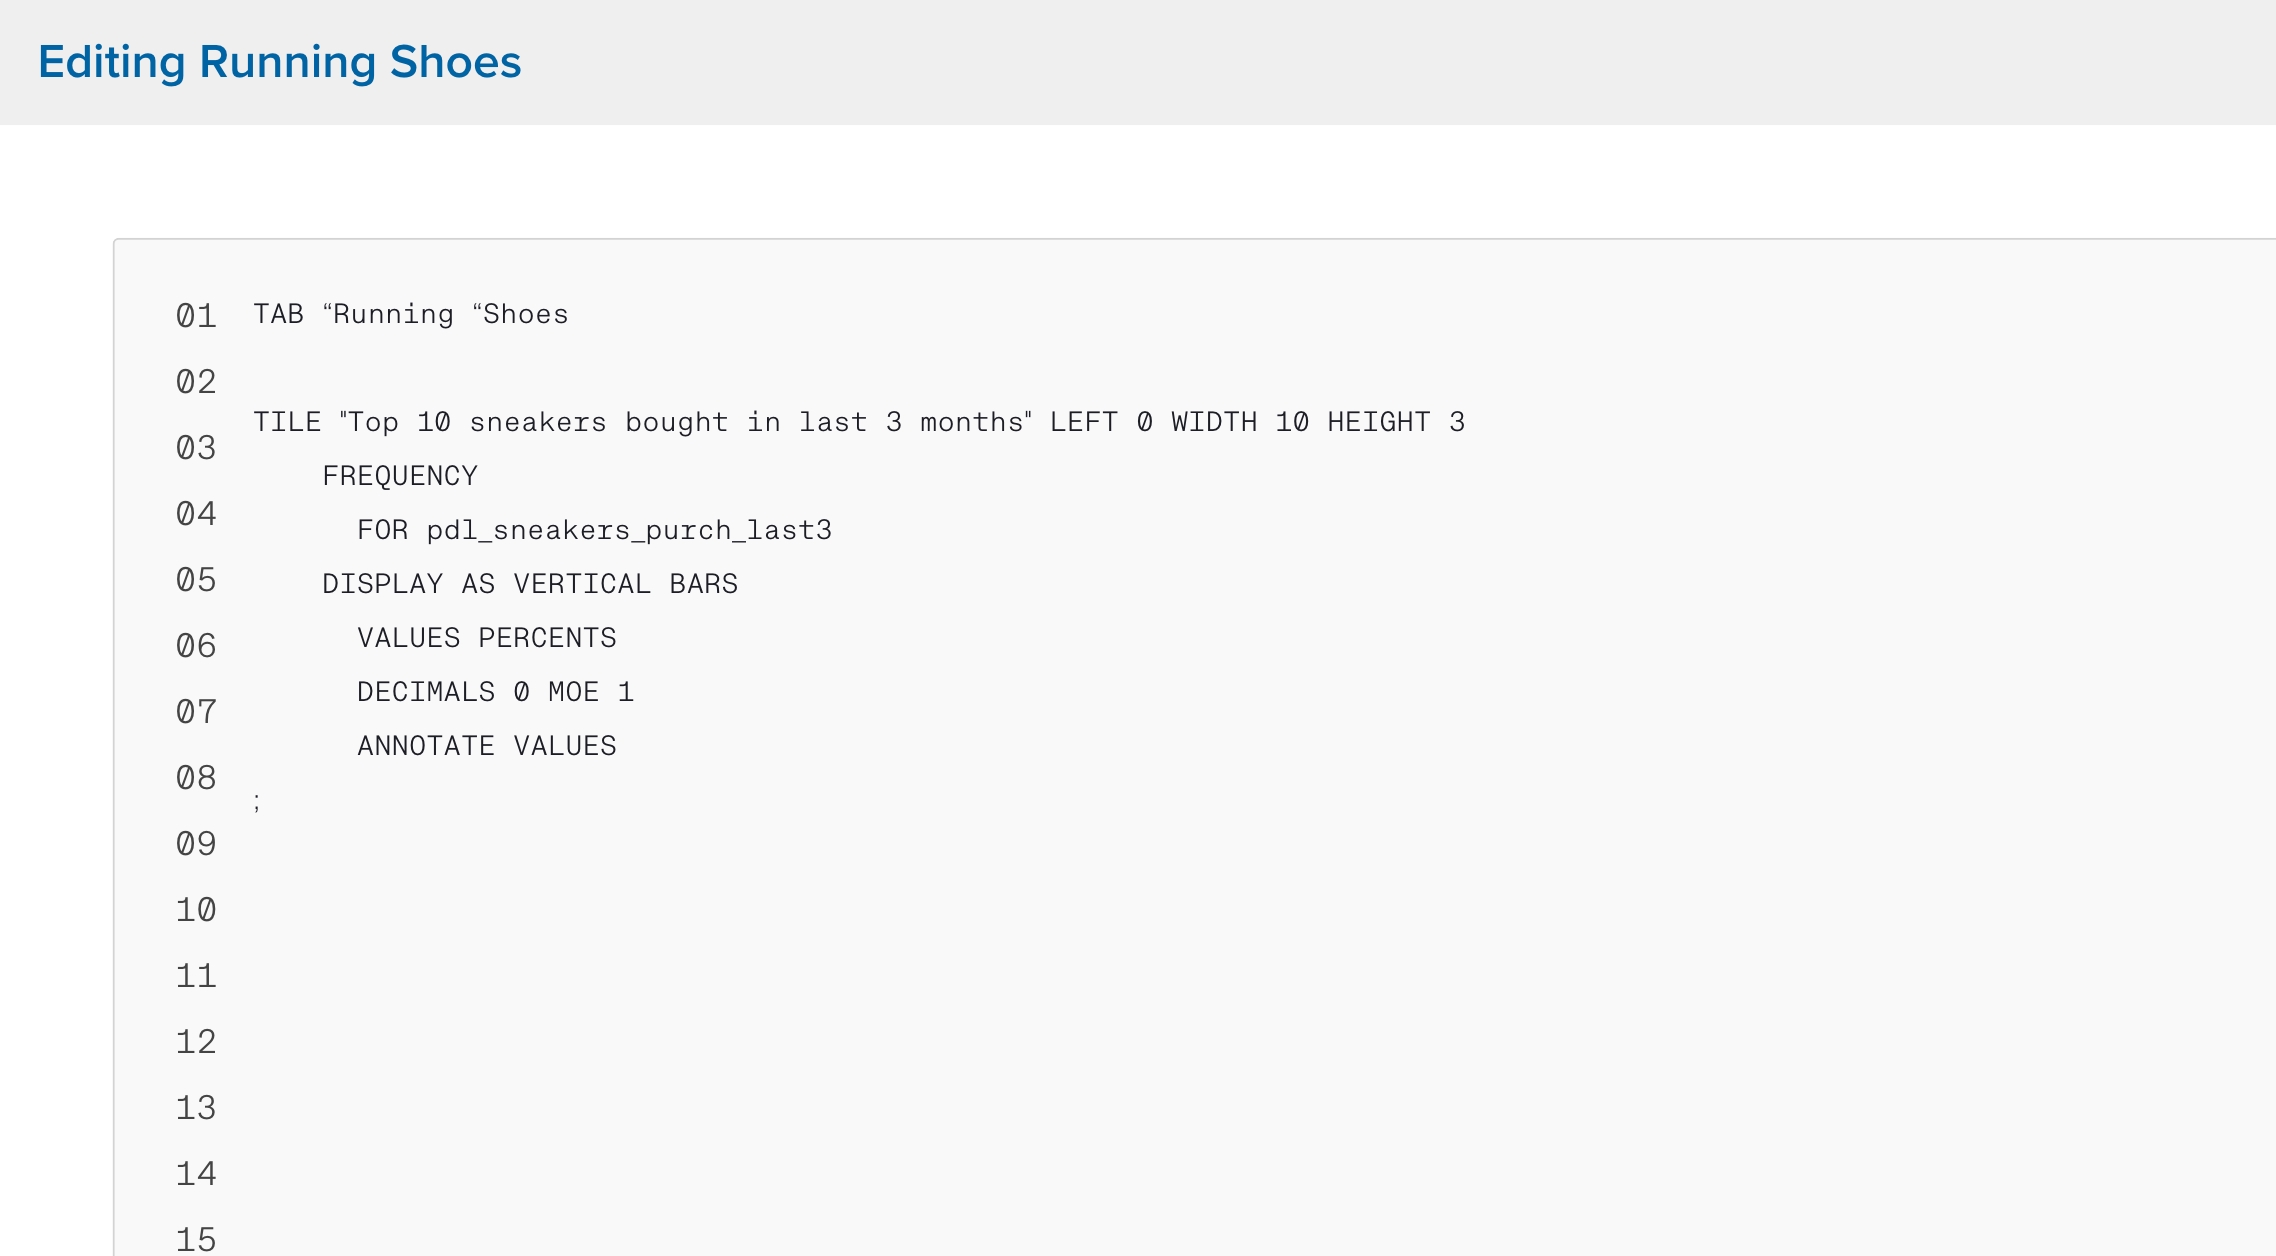 Editing Running Shoes
01 TAB “Running “Shoes
02
TILE "Top 10 sneakers bought in last 3 months" LEFT 0 WIDTH 10 HEIGHT 3
03
FREQUENCY
04
FOR pdl_sneakers_purch_last3
05 DISPLAY AS VERTICAL BARS
06 VALUES PERCENTS
07
DECIMALS 0 MOE 1
ANNOTATE VALUES
08
;
09
10
11
12
13
14
15